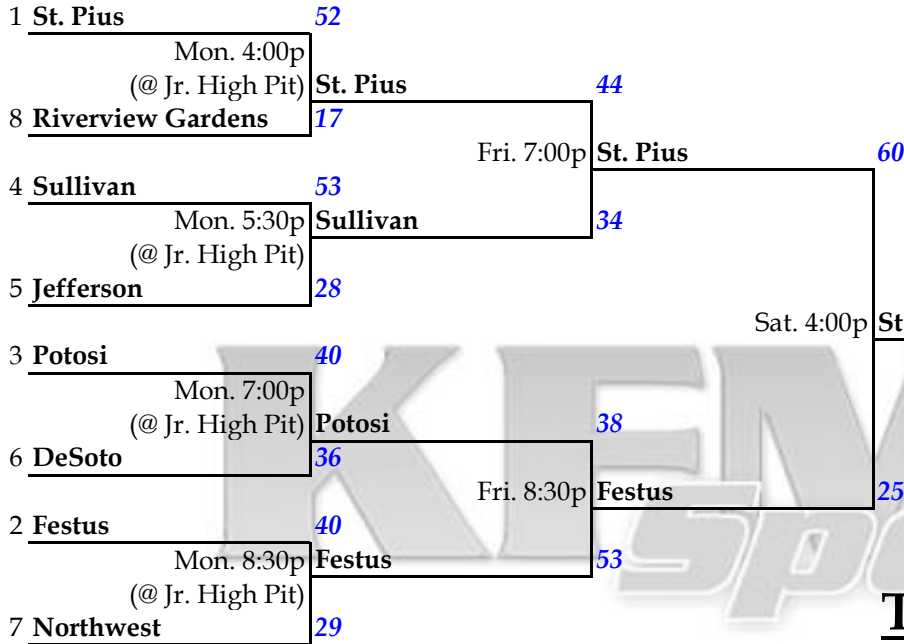 1 St. Pius 52
Mon. 4:00p
(@ Jr. High Pit) St. Pius 44
8 Riverview Gardens 17
Fri. 7:00p St. Pius 60
4 Sullivan 53
Mon. 5:30p Sullivan 34
(@ Jr. High Pit)
5 Jefferson 28
Sat. 4:00p St
3 Potosi 40
Mon. 7:00p
(@ Jr. High Pit) Potosi 38
6 DeSoto 36
Fri. 8:30p Festus 25
2 Festus 40
Mon. 8:30p Festus 53
(@ Jr. High Pit)
7 Northwest 29